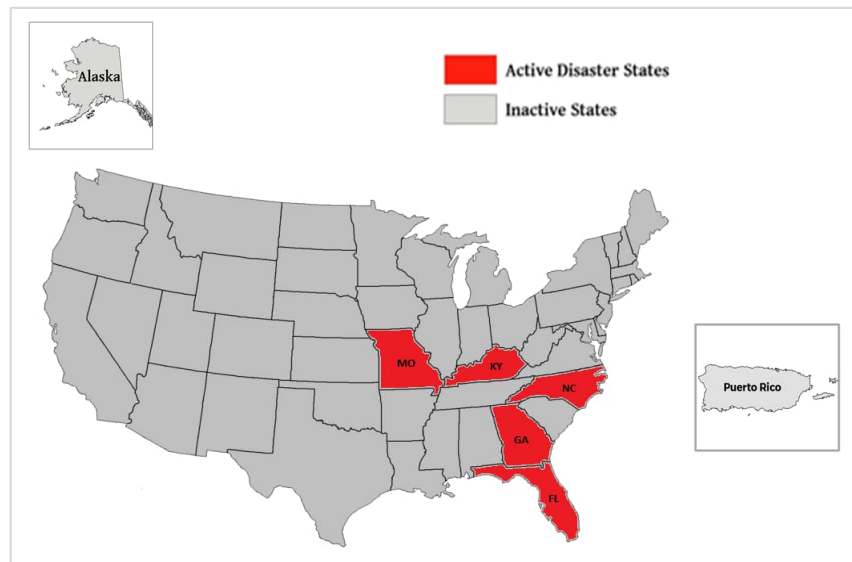 Alaska
Active Disaster States
Inactive States
MO
KY
NC
GA
FL
Puerto Rico